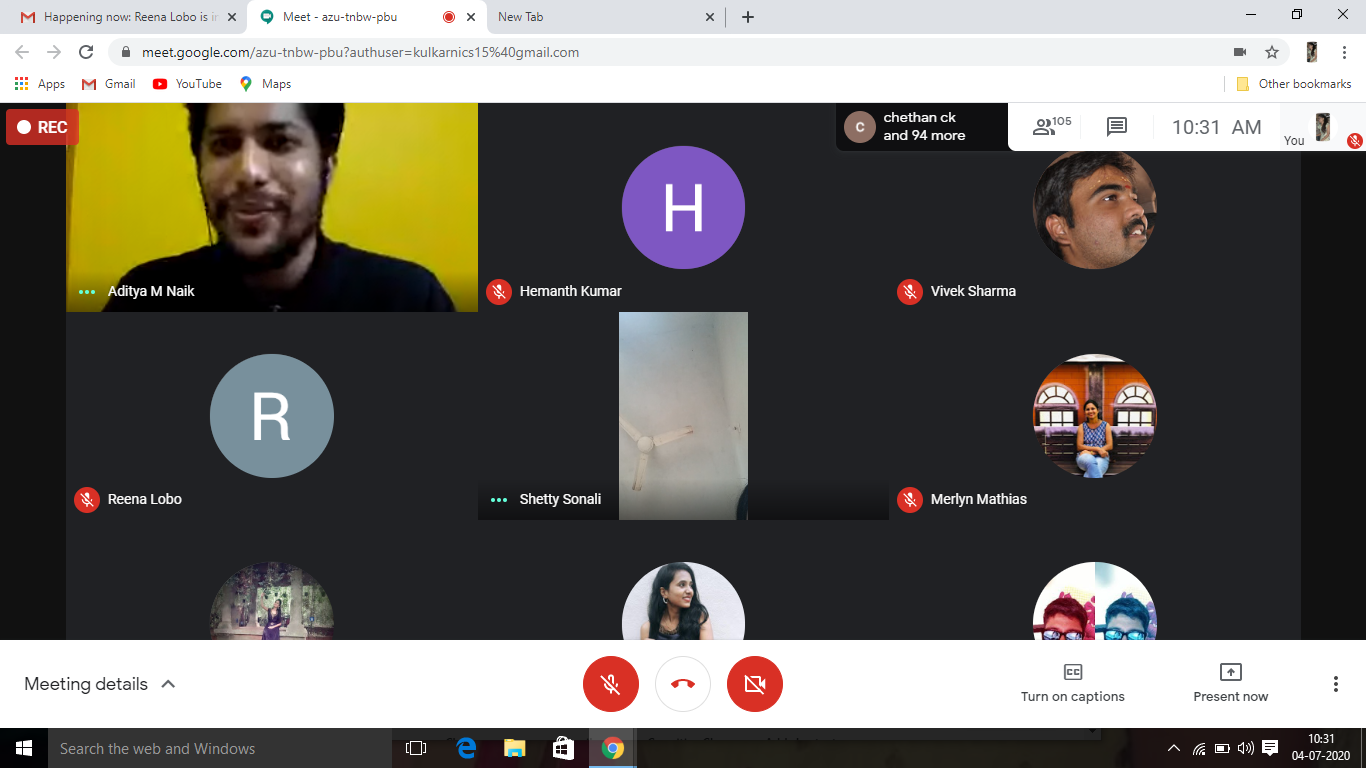 Happening now: Reena Lobo is in
Meet - azu-tnbw-pbu
New Tab
meet.google.com/azu-tnbw-pbu?authuser=kulkarnics15%40gmail.com
Apps Gmail YouTube Maps Other bookmarks
REC
C chethan ck
and 94 more
105
10:31 AM
You
H
Aditya M Naik
Hemanth Kumar
Vivek Sharma
R
Reena Lobo
Shetty Sonali
Merlyn Mathias
Meeting details
CC
Turn on captions
Present now
Search the web and Windows
10:31
04-07-2020